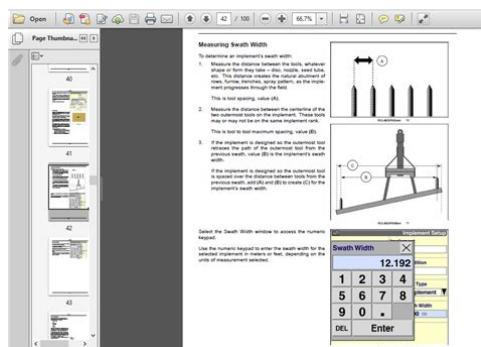 Open
42 / 100
66.7%
Page Thumbna...
40
41
42
43
Measuring Swath Width
To determine an implement's swath width:
1. Measure the distance between the tools, whatever
shape or form they take – disc, nozzle, seed tube,
etc. This distance creates the natural abutment of
rows, furrow, trenches, spray pattern, as the imple-
ment progresses through the field.
This is tool spacing, value (A).
2. Measure the distance between the centerline of the
two outermost tools on the implement. These tools
may or may not be on the same implement rank.
This is tool to tool maximum spacing, value (B).
3. If the implement is designed so the outermost tool
retraces the path of the outermost tool from the
previous swath, value (B) is the implement's swath
width.
If the implement is designed so the outermost tool
is spaced over the distance between tools from the
previous swath, add (A) and (B) to create (C) for the
implement's swath width.
A
C
B
Select the Swath Width window to access the numeric
keypad.
Use the numeric keypad to enter the swath width for the
selected implement in meters or feet, depending on the
units of measurement selected.
Implement Setup
Swath Width
12.192
1 2 3 4
5 6 7 8
9 0 .
DEL Enter
Type